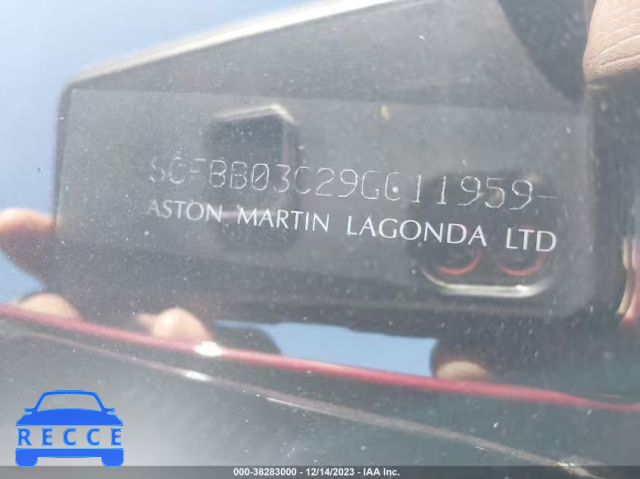 SCFBB03C29GC11959-
ASTON MARTIN LAGONDA LTD
RECCE
000-38283000 - 12/14/2023 - IAA Inc.